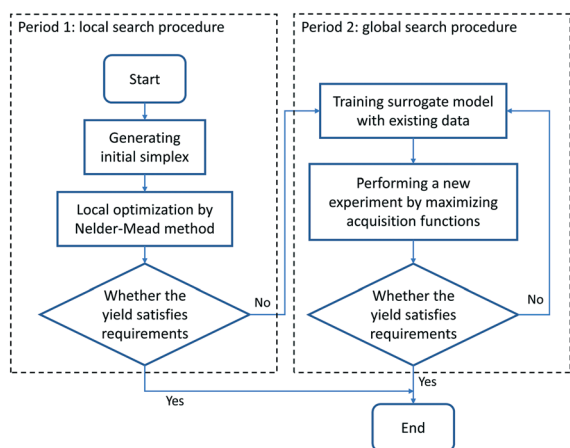 Period 1: local search procedure
Start
Generating
initial simplex
Local optimization by
Nelder-Mead method
Whether the
yield satisfies
requirements
No
Yes
Period 2: global search procedure
Training surrogate model
with existing data
Performing a new
experiment by maximizing
acquisition functions
Whether the
yield satisfies
requirements
No
Yes
End